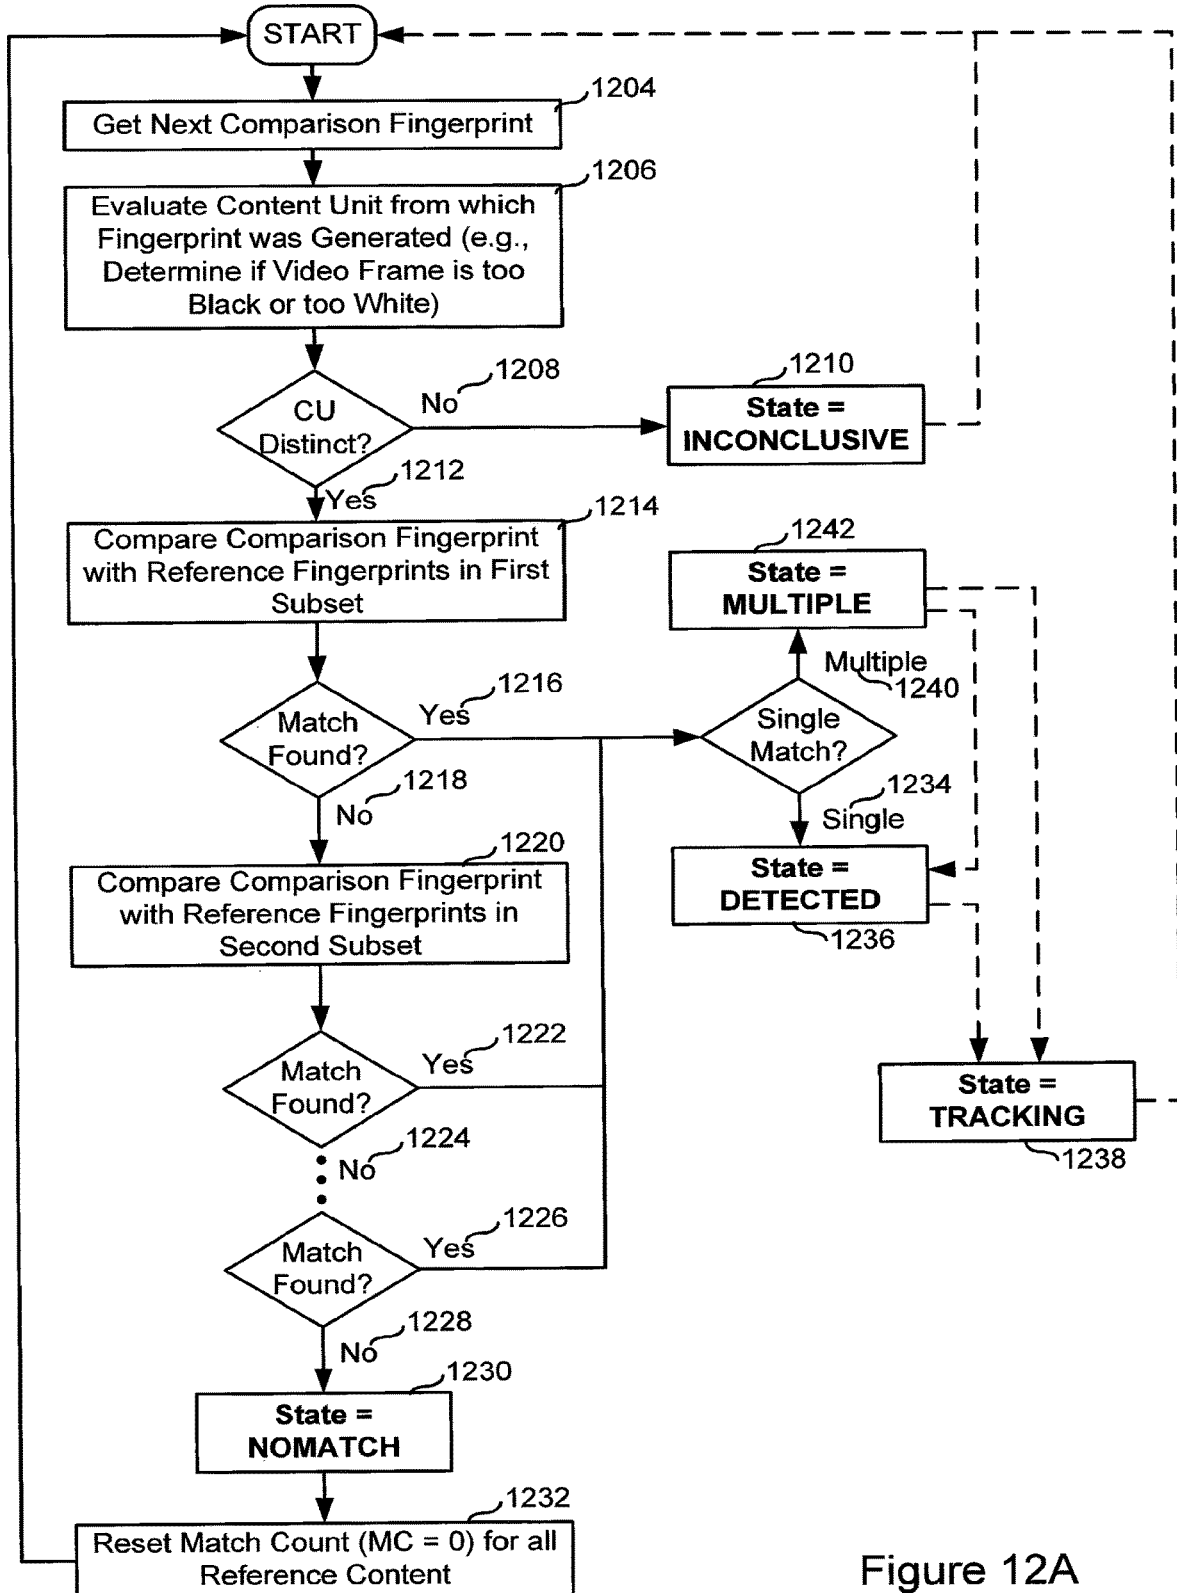 START
1204
Get Next Comparison Fingerprint
1206
Evaluate Content Unit from which
Fingerprint was Generated (e.g.,
Determine if Video Frame is too
Black or too White)
1208
No
CU
Distinct?
1210
State =
INCONCLUSIVE
1212
Yes
1214
Compare Comparison Fingerprint
with Reference Fingerprints in First
Subset
1242
State =
MULTIPLE
Multiple
1240
1216
Yes
Match
Found?
Single
Match?
1218
No
1234
Single
1220
Compare Comparison Fingerprint
with Reference Fingerprints in
Second Subset
State =
DETECTED
1236
1222
Yes
Match
Found?
State =
TRACKING
1238
1224
No
1226
Yes
Match
Found?
1228
No
1230
State =
NOMATCH
1232
Reset Match Count (MC = 0) for all
Reference Content
Figure 12A